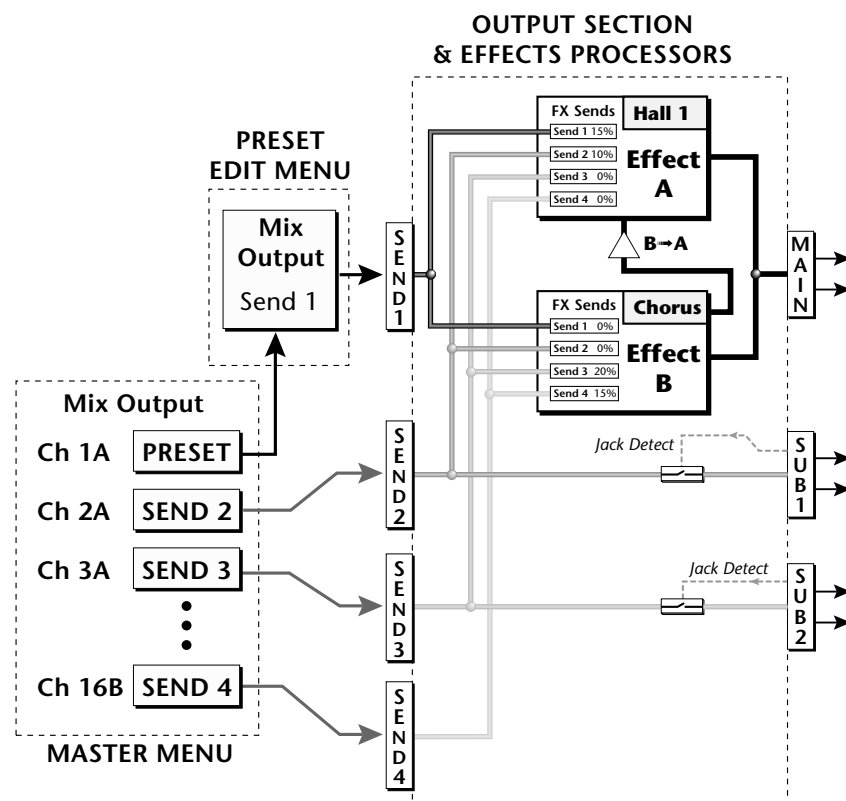 OUTPUT SECTION
& EFFECTS PROCESSORS
PRESET
EDIT MENU
Mix
Output
Send 1
SEND1
FX Sends
Hall 1
Send 1 15%
Send 2 10%
Send 3 0%
Send 4 0%
Effect
A
B➟A
MAIN
FX Sends
Chorus
Send 1 0%
Send 2 0%
Send 3 20%
Send 4 15%
Effect
B
Mix Output
Ch 1A PRESET
Ch 2A SEND 2
Ch 3A SEND 3
Ch 16B SEND 4
MASTER MENU
SEND2
Jack Detect
SUB1
SEND3
Jack Detect
SUB2
SEND4